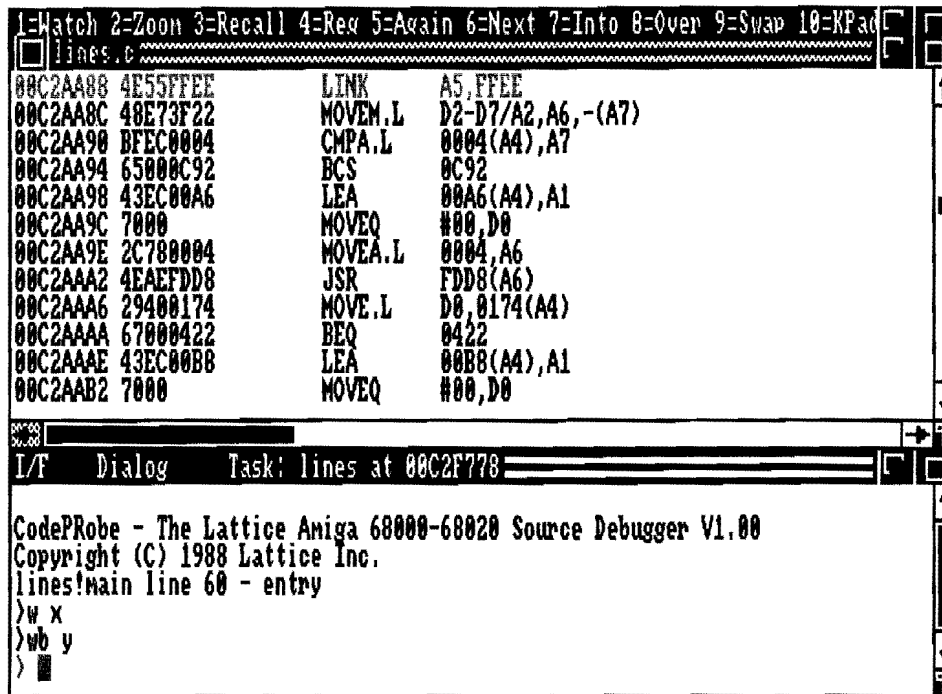 1=Watch 2=Zoom 3=Recall 4=Reg 5=Again 6=Next 7=Into 8=Over 9=Swap 10=KPad
lines.c
00C2AA88 4E55FFEE LINK A5,FFEE
00C2AA8C 48E73F22 MOVEM.L D2-D7/A2,A6,-(A7)
00C2AA90 BFEC0004 CMPA.L 0004(A4),A7
00C2AA94 65000C92 BCS 0C92
00C2AA98 43EC00A6 LEA 00A6(A4),A1
00C2AA9C 7000 MOVEQ #00,D0
00C2AA9E 2C780004 MOVEA.L 0004,A6
00C2AAA2 4EAEFDD8 JSR FDD8(A6)
00C2AAA6 29400174 MOVE.L D0,0174(A4)
00C2AAAA 67000422 BEQ 0422
00C2AAAE 43EC00B8 LEA 00B8(A4),A1
00C2AAB2 7000 MOVEQ #00,D0
I/F Dialog Task: lines at 00C2F778
CodePRobe - The Lattice Amiga 68000-68020 Source Debugger V1.00
Copyright (C) 1988 Lattice Inc.
lines!main line 60 - entry
>w x
>wb y
>